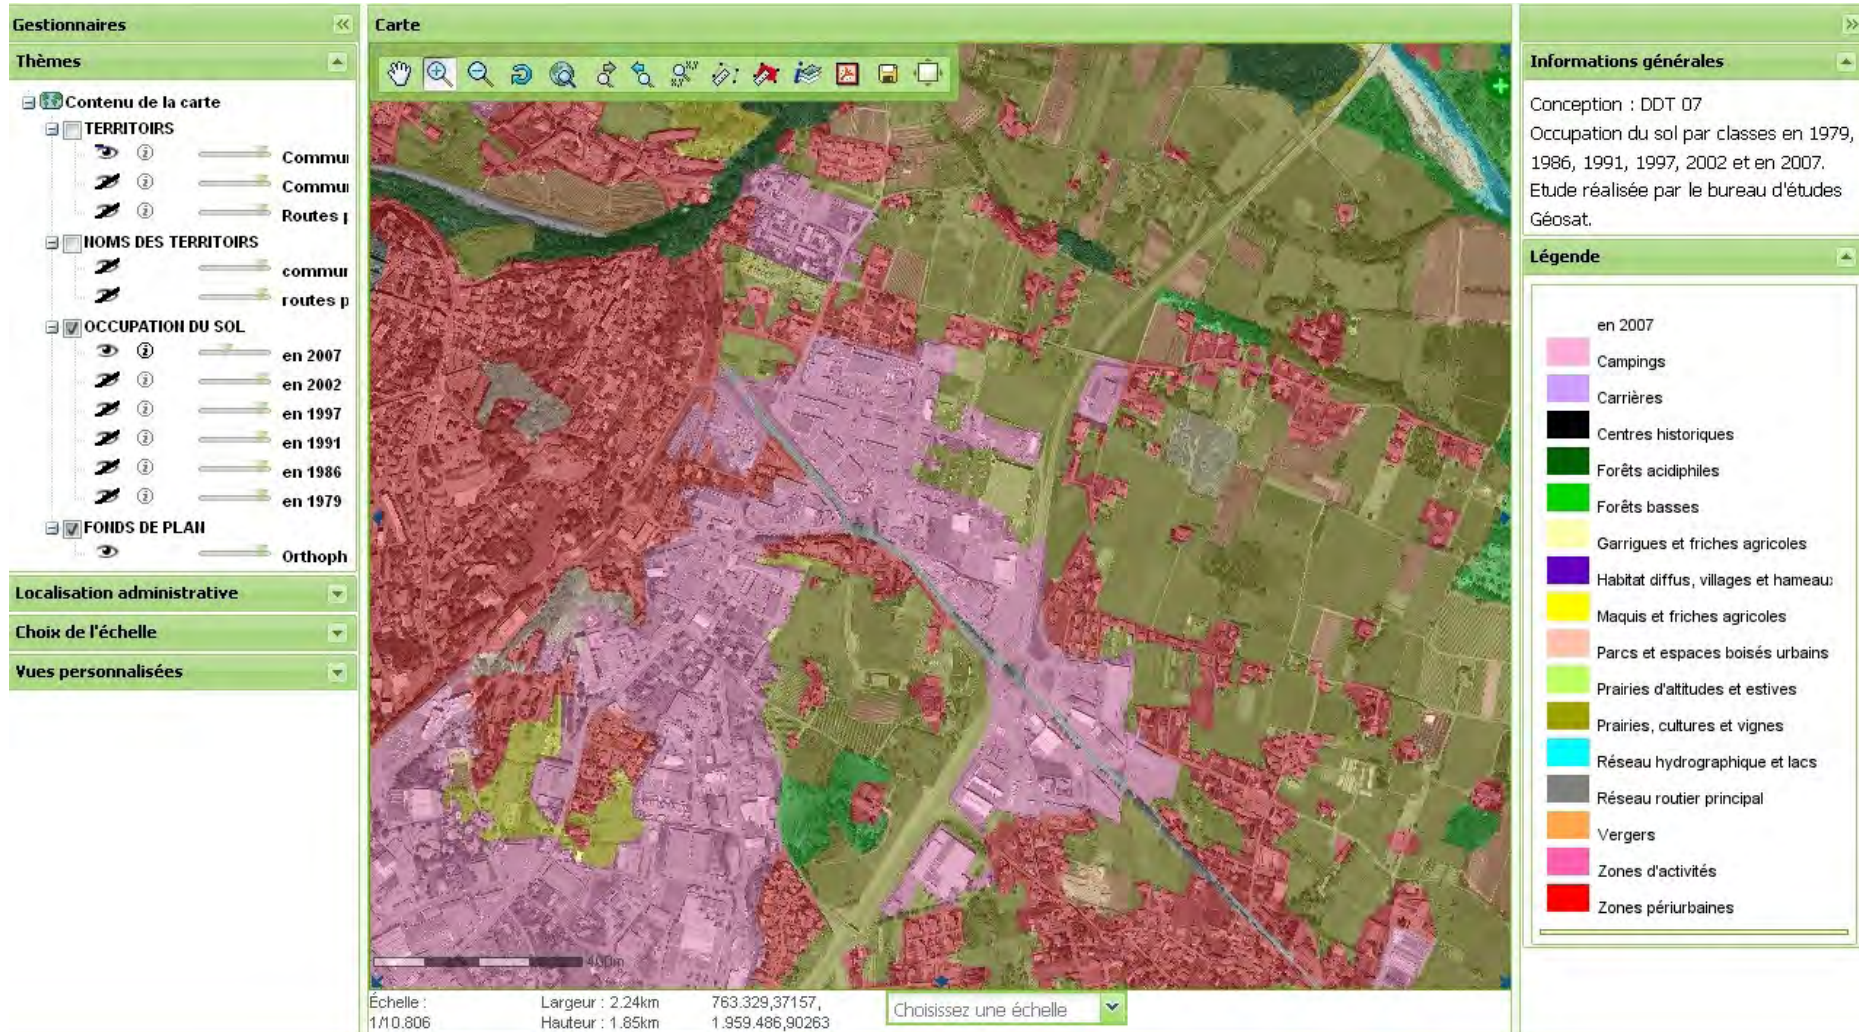 Gestionnaires
Thèmes
Contenu de la carte
TERRITOIRS
Commu
Commu
Routes p
NOMS DES TERRITOIRS
commu
routes p
OCCUPATION DU SOL
en 2007
en 2002
en 1997
en 1991
en 1986
en 1979
FONDS DE PLAN
Orthoph
Localisation administrative
Choix de l'échelle
Vues personnalisées
Carte
400m
Échelle :
1/10.806
Largeur : 2.24km
Hauteur : 1.85km
763.329,37157,
1.959.486,90263
Choisissez une échelle
Informations générales
Conception : DDT 07
Occupation du sol par classes en 1979,
1986, 1991, 1997, 2002 et en 2007.
Etude réalisée par le bureau d'études
Géosat.
Légende
en 2007
Campings
Carrières
Centres historiques
Forêts acidiphiles
Forêts basses
Garrigues et friches agricoles
Habitat diffus, villages et hameaux
Maquis et friches agricoles
Parcs et espaces boisés urbains
Prairies d'altitudes et estives
Prairies, cultures et vignes
Réseau hydrographique et lacs
Réseau routier principal
Vergers
Zones d'activités
Zones périurbaines